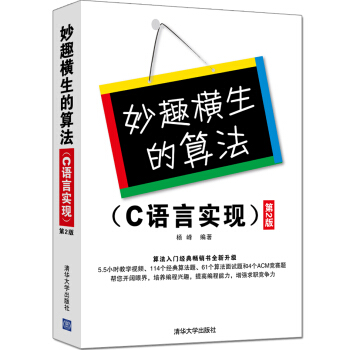 妙趣横生的算法
（C语言实现）
第2版
清华大学出版社
妙趣横生
的算法
（C语言实现）
第2版
杨峰 编著
算法入门经典畅销书全新升级
5.5小时教学视频、114个经典算法题、61个算法面试题和4个ACM竞赛题
帮您开阔眼界，培养编程兴趣，提高编程能力，增强求职竞争力
清华大学出版社